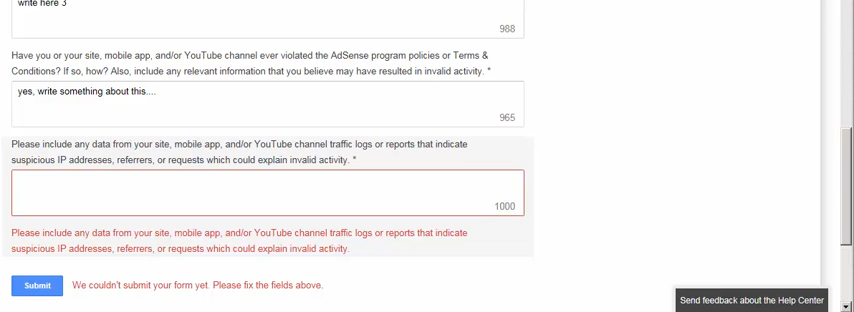 write here 3
988
Have you or your site, mobile app, and/or YouTube channel ever violated the AdSense program policies or Terms &
Conditions? If so, how? Also, include any relevant information that you believe may have resulted in invalid activity. *
yes, write something about this....
965
Please include any data from your site, mobile app, and/or YouTube channel traffic logs or reports that indicate
suspicious IP addresses, referrers, or requests which could explain invalid activity. *
1000
Please include any data from your site, mobile app, and/or YouTube channel traffic logs or reports that indicate
suspicious IP addresses, referrers, or requests which could explain invalid activity.
Submit We couldn't submit your form yet. Please fix the fields above.
Send feedback about the Help Center